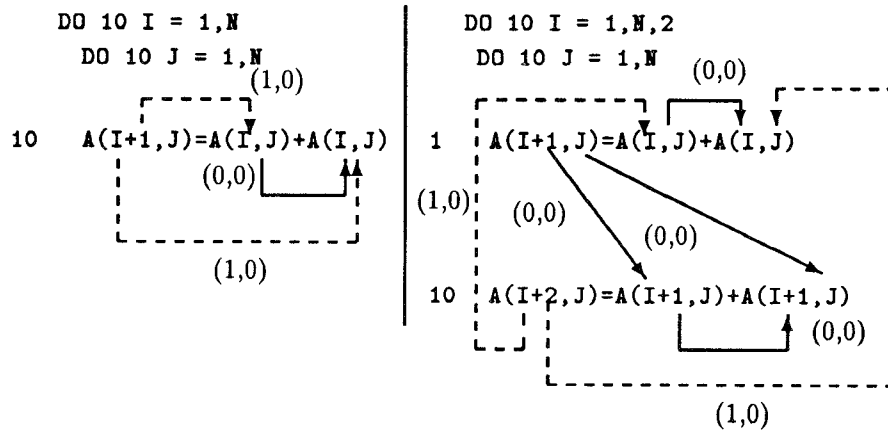 DO 10 I = 1,N
DO 10 J = 1,N
(1,0)
10 A(I+1,J)=A(I,J)+A(I,J)
(0,0)
(1,0)
DO 10 I = 1,N,2
DO 10 J = 1,N
(0,0)
1 A(I+1,J)=A(I,J)+A(I,J)
(1,0)
(0,0)
(0,0)
10 A(I+2,J)=A(I+1,J)+A(I+1,J)
(0,0)
(1,0)